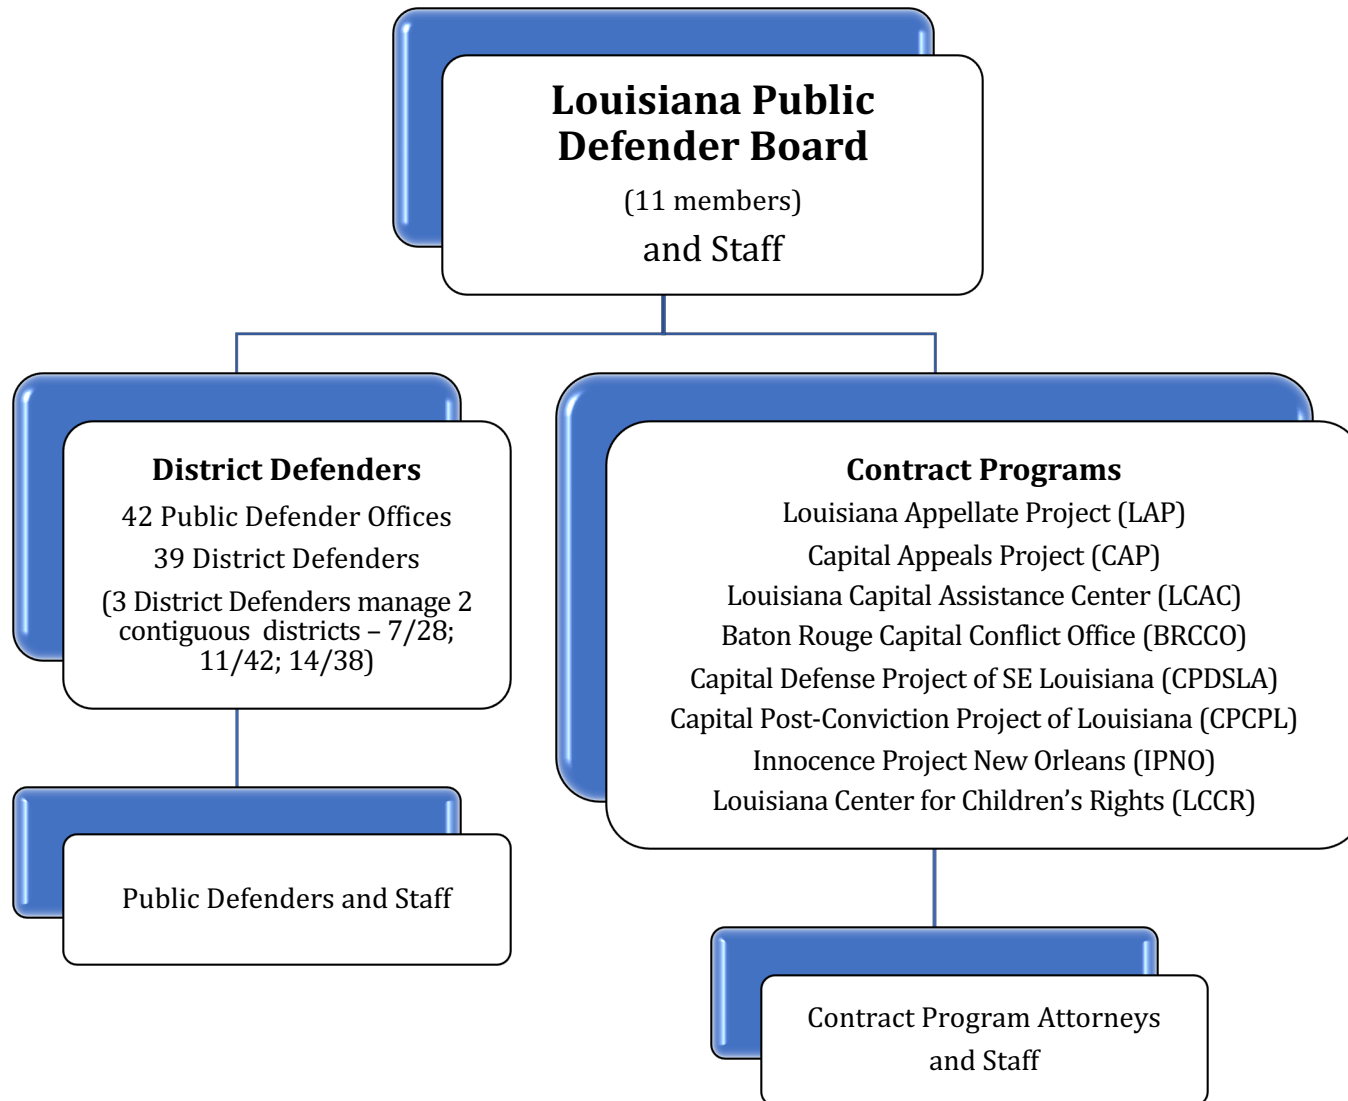 Louisiana Public
Defender Board
(11 members)
and Staff
District Defenders
42 Public Defender Offices
39 District Defenders
(3 District Defenders manage 2
contiguous districts – 7/28;
11/42; 14/38)
Public Defenders and Staff
Contract Programs
Louisiana Appellate Project (LAP)
Capital Appeals Project (CAP)
Louisiana Capital Assistance Center (LCAC)
Baton Rouge Capital Conflict Office (BRCCO)
Capital Defense Project of SE Louisiana (CPDSLA)
Capital Post-Conviction Project of Louisiana (CPCPL)
Innocence Project New Orleans (IPNO)
Louisiana Center for Children’s Rights (LCCR)
Contract Program Attorneys
and Staff